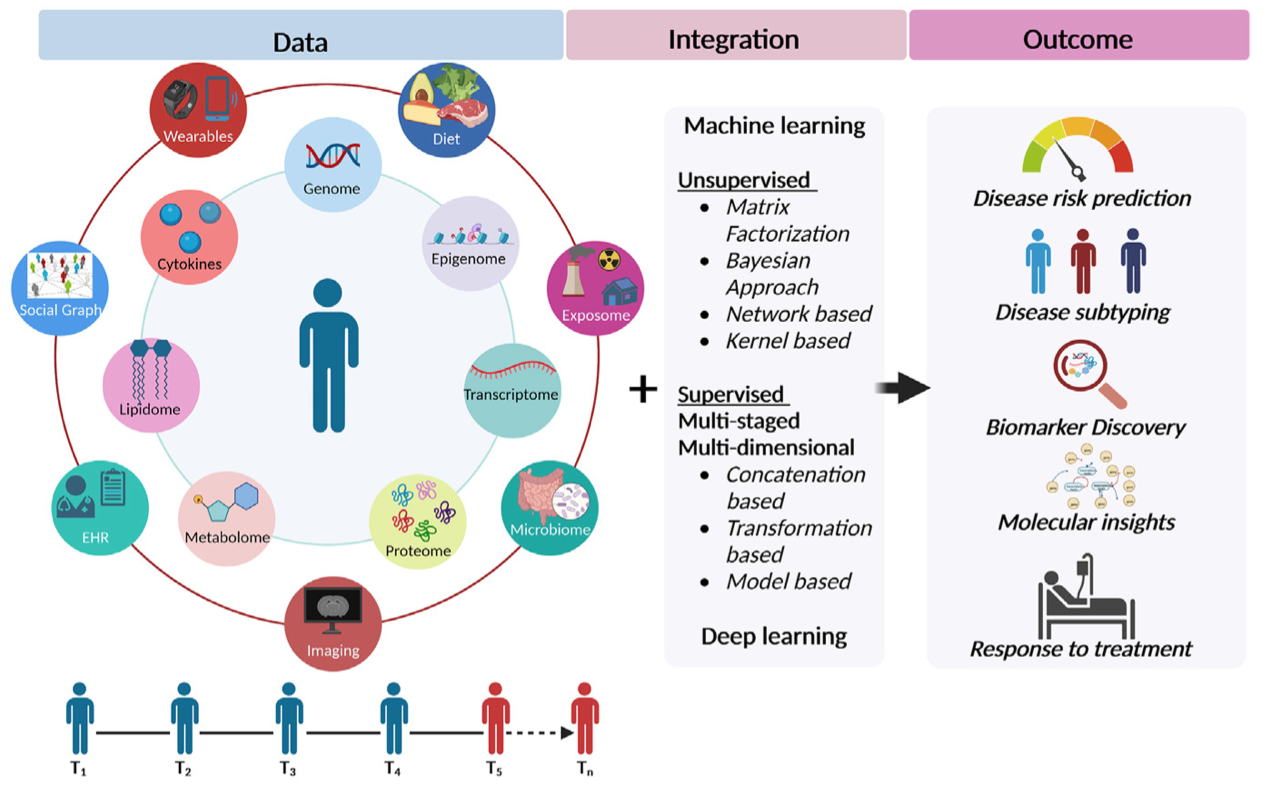 Data
Integration
Outcome
Wearables
Diet
Genome
Cytokines
Epigenome
Social Graph
Exposome
Lipidome
Transcriptome
EHR
Metabolome
Proteome
Microbiome
Imaging
T1
T2
T3
T4
T5
Tn
+
Machine learning
Unsupervised
• Matrix
Factorization
• Bayesian
Approach
• Network based
• Kernel based
Supervised
Multi-staged
Multi-dimensional
• Concatenation
based
• Transformation
based
• Model based
Deep learning
Disease risk prediction
Disease subtyping
Biomarker Discovery
Molecular insights
Response to treatment